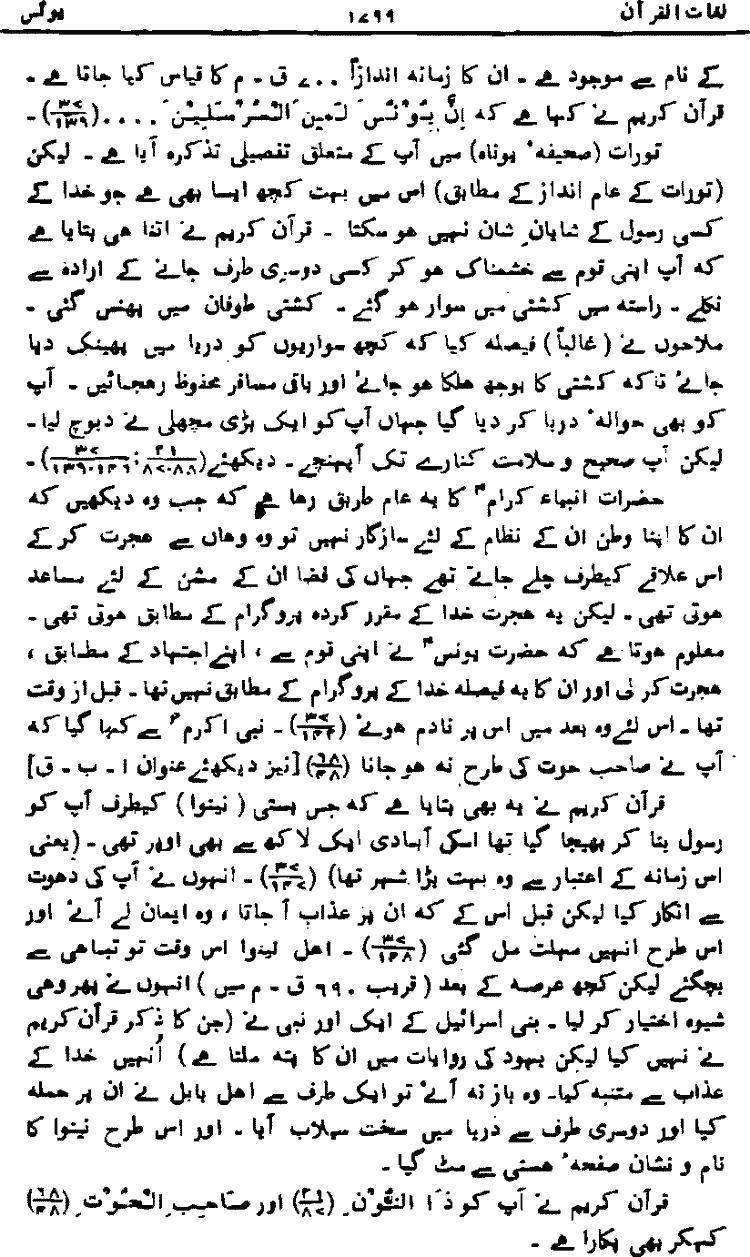 لغات القرآن ۱۷۹۹ یونس
کے نام سے موجود ہے ۔ ان کا زمانہ اندازاً ۷۰۰ ق ۔ م کا قیاس کیا جاتا ہے ۔
قرآن کریم نے کہا ہے کہ اِنَّ یُوْنُسَ لَمِنَ الْمُرْسَلِیْنَ .... (۳۷/۱۳۹) ۔
تورات (صحیفہٴ یوناہ) میں آپ کے متعلق تفصیلی تذکرہ آیا ہے ۔ لیکن
(تورات کے عام انداز کے مطابق) اس میں بہت کچھ ایسا بھی ہے جو خدا کے
کسی رسول کے شایانِ شان نہیں ہو سکتا ۔ قرآن کریم نے اتنا ہی بتایا ہے
کہ آپ اپنی قوم سے خشمناک ہو کر کسی دوسری طرف جانے کے ارادہ سے
نکلے ۔ راستہ میں کشتی میں سوار ہو گئے ۔ کشتی طوفان میں پھنس گئی ۔
ملاحوں نے (غالباً) فیصلہ کیا کہ کچھ سواریوں کو دریا میں پھینک دیا
جائے تاکہ کشتی کا بوجھ ہلکا ہو جائے اور باقی مسافر محفوظ رہجائیں ۔ آپ
کو بھی حوالہٴ دریا کر دیا گیا جہاں آپ کو ایک بڑی مچھلی نے دبوچ لیا ۔
لیکن آپ صحیح و سلامت کنارے تک آپہنچے ۔ دیکھئے (۲۱/۸۷-۸۸ ; ۳۷/۱۳۹-۱۴۶) ۔
حضرات انبیاء کرامؑ کا یہ عام طریق رہا ہے کہ جب وہ دیکھیں کہ
ان کا اپنا وطن ان کے نظام کے لئے سازگار نہیں تو وہ وہاں سے ہجرت کر کے
اس علاقے کیطرف چلے جاتے تھے جہاں کی فضا ان کے مشن کے لئے مساعد
ہوتی تھی ۔ لیکن یہ ہجرت خدا کے مقرر کردہ پروگرام کے مطابق ہوتی تھی ۔
معلوم ہوتا ہے کہ حضرت یونسؑ نے اپنی قوم سے ، اپنے اجتہاد کے مطابق ،
ہجرت کر لی اور ان کا یہ فیصلہ خدا کے پروگرام کے مطابق نہیں تھا ۔ قبل از وقت
تھا ۔ اس لئے وہ بعد میں اس پر نادم ہوئے (۳۷/۱۴۲) ۔ نبی اکرمؐ سے کہا گیا کہ
آپ نے صاحب حوت کی طرح نہ ہو جانا (۶۸/۴۸) [نیز دیکھئے عنوان ا ۔ ب ۔ ق]
قرآن کریم نے یہ بھی بتایا ہے کہ جس بستی (نینوا) کیطرف آپ کو
رسول بنا کر بھیجا گیا تھا اسکی آبادی ایک لاکھ سے بھی اوپر تھی ۔ (یعنی
اس زمانہ کے اعتبار سے وہ بہت بڑا شہر تھا) (۳۷/۱۴۷) ۔ انہوں نے آپ کی دعوت
سے انکار کیا لیکن قبل اس کے کہ ان پر عذاب آ جاتا ، وہ ایمان لے آئے اور
اس طرح انہیں مہلت مل گئی (۳۷/۱۴۸) ۔ اھل نینوا اس وقت تو تباہی سے
بچگئے لیکن کچھ عرصہ کے بعد (قریب ۶۹۰ ق ۔ م میں) انہوں نے پھر وہی
شیوہ اختیار کر لیا ۔ بنی اسرائیل کے ایک اور نبی نے (جن کا ذکر قرآن کریم
نے نہیں کیا لیکن یہود کی روایات میں ان کا پتہ ملتا ہے) اُنہیں خدا کے
عذاب سے متنبہ کیا ۔ وہ باز نہ آئے تو ایک طرف سے اھل بابل نے ان پر حملہ
کیا اور دوسری طرف سے دریا میں سخت سیلاب آیا ۔ اور اس طرح نینوا کا
نام و نشان صفحہٴ ہستی سے مٹ گیا ۔
قرآن کریم نے آپ کو ذَا النُّوْنِ (۲۱/۸۷) اور صَاحِبِ الْحُوْتِ (۶۸/۴۸)
کہہکر بھی پکارا ہے ۔